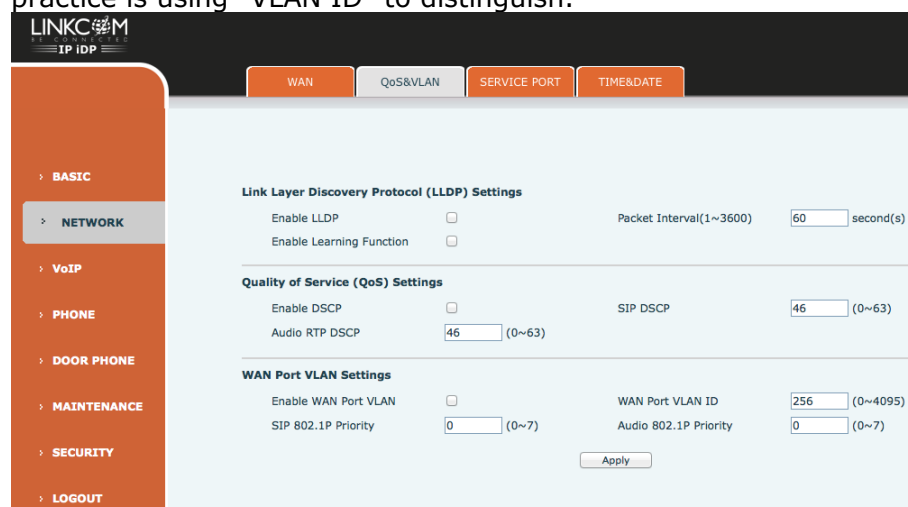 practice is using "VLAN ID" to distinguish.
LINKCOM
BE CONNECTED
IP iDP
WAN QoS&VLAN SERVICE PORT TIME&DATE
› BASIC
› NETWORK
› VoIP
› PHONE
› DOOR PHONE
› MAINTENANCE
› SECURITY
› LOGOUT
Link Layer Discovery Protocol (LLDP) Settings
Enable LLDP Packet Interval(1~3600) 60 second(s)
Enable Learning Function
Quality of Service (QoS) Settings
Enable DSCP SIP DSCP 46 (0~63)
Audio RTP DSCP 46 (0~63)
WAN Port VLAN Settings
Enable WAN Port VLAN WAN Port VLAN ID 256 (0~4095)
SIP 802.1P Priority 0 (0~7) Audio 802.1P Priority 0 (0~7)
Apply